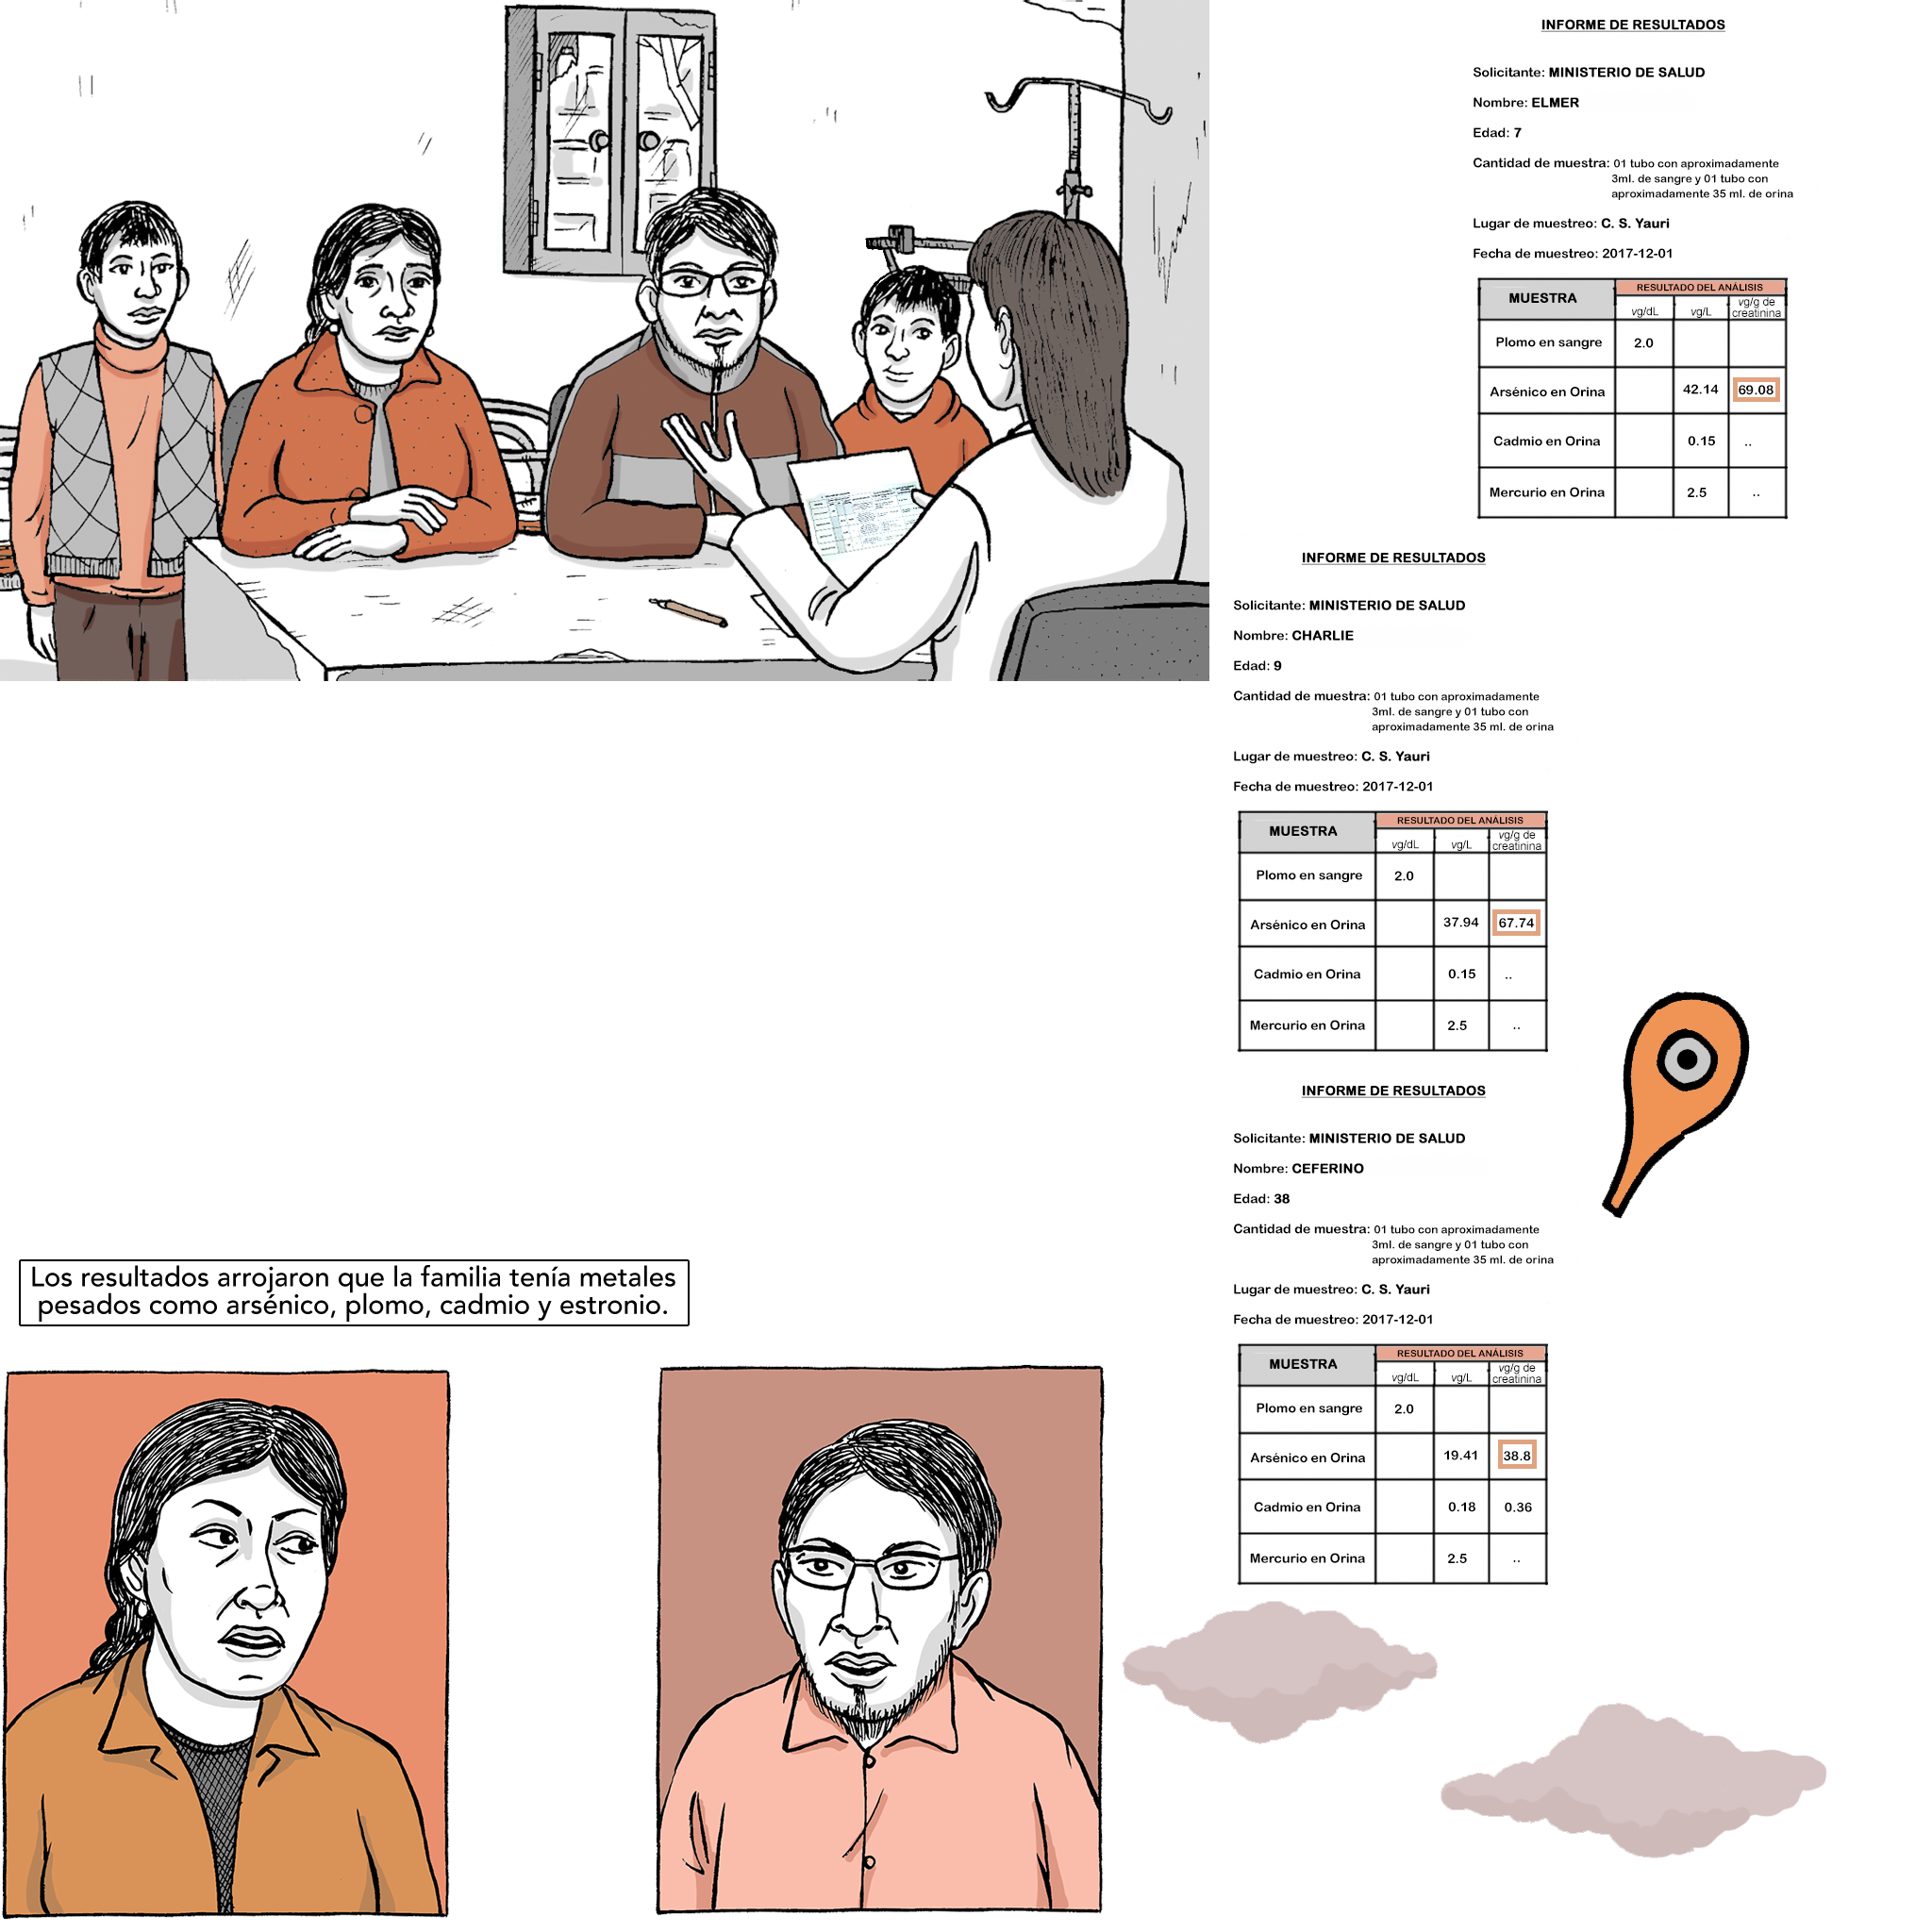 INFORME DE RESULTADOS
Solicitante: MINISTERIO DE SALUD
Nombre: ELMER
Edad: 7
Cantidad de muestra: 01 tubo con aproximadamente
3ml. de sangre y 01 tubo con
aproximadamente 35 ml. de orina
Lugar de muestreo: C. S. Yauri
Fecha de muestreo: 2017-12-01
MUESTRA RESULTADO DEL ANÁLISIS
vg/dL vg/L vg/g de creatinina
Plomo en sangre 2.0
Arsénico en Orina 42.14 69.08
Cadmio en Orina 0.15 ..
Mercurio en Orina 2.5 ..
INFORME DE RESULTADOS
Solicitante: MINISTERIO DE SALUD
Nombre: CHARLIE
Edad: 9
Cantidad de muestra: 01 tubo con aproximadamente
3ml. de sangre y 01 tubo con
aproximadamente 35 ml. de orina
Lugar de muestreo: C. S. Yauri
Fecha de muestreo: 2017-12-01
MUESTRA RESULTADO DEL ANÁLISIS
vg/dL vg/L vg/g de creatinina
Plomo en sangre 2.0
Arsénico en Orina 37.94 67.74
Cadmio en Orina 0.15 ..
Mercurio en Orina 2.5 ..
INFORME DE RESULTADOS
Solicitante: MINISTERIO DE SALUD
Nombre: CEFERINO
Edad: 38
Cantidad de muestra: 01 tubo con aproximadamente
3ml. de sangre y 01 tubo con
aproximadamente 35 ml. de orina
Lugar de muestreo: C. S. Yauri
Fecha de muestreo: 2017-12-01
MUESTRA RESULTADO DEL ANÁLISIS
vg/dL vg/L vg/g de creatinina
Plomo en sangre 2.0
Arsénico en Orina 19.41 38.8
Cadmio en Orina 0.18 0.36
Mercurio en Orina 2.5 ..
Los resultados arrojaron que la familia tenía metales
pesados como arsénico, plomo, cadmio y estronio.